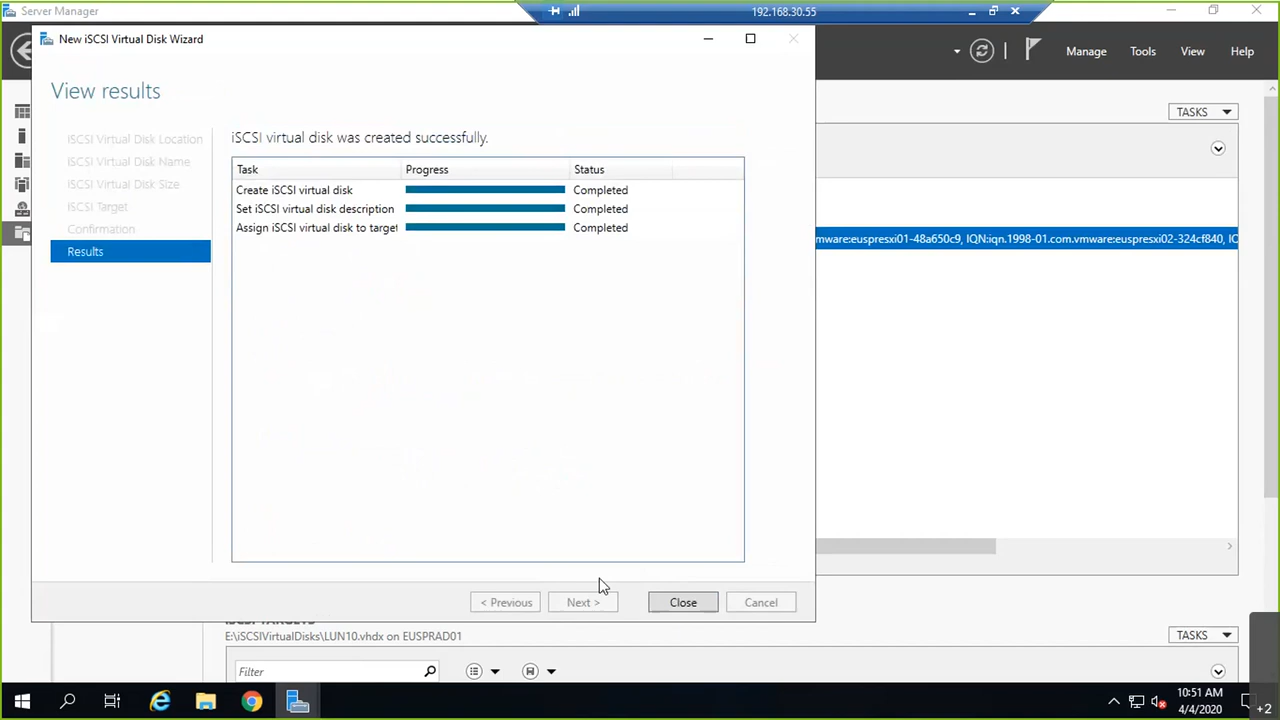 Server Manager
192.168.30.55
New iSCSI Virtual Disk Wizard
Manage Tools View Help
View results
TASKS
iSCSI Virtual Disk Location
iSCSI Virtual Disk Name
iSCSI Virtual Disk Size
iSCSI Target
Confirmation
Results
iSCSI virtual disk was created successfully.
Task Progress Status
Create iSCSI virtual disk Completed
Set iSCSI virtual disk description Completed
Assign iSCSI virtual disk to target Completed
mware:euspresxi01-48a650c9, IQN:iqn.1998-01.com.vmware:euspresxi02-324cf840, IQ
< Previous Next > Close Cancel
iSCSI TARGETS
E:\iSCSIVirtualDisks\LUN10.vhdx on EUSPRAD01
TASKS
Filter
10:51 AM
4/4/2020
+2